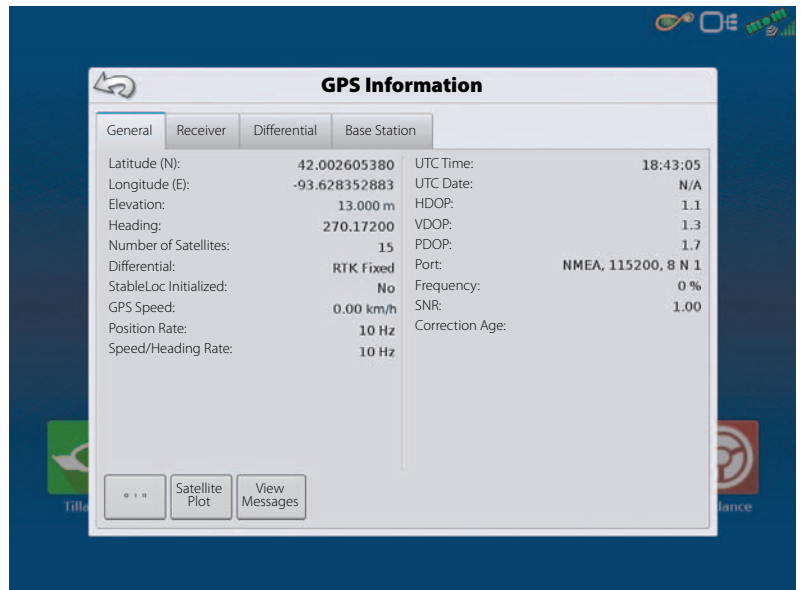 GPS Information
General Receiver Differential Base Station
Latitude (N): 42.002605380
Longitude (E): -93.628352883
Elevation: 13.000 m
Heading: 270.17200
Number of Satellites: 15
Differential: RTK Fixed
StableLoc Initialized: No
GPS Speed: 0.00 km/h
Position Rate: 10 Hz
Speed/Heading Rate: 10 Hz
UTC Time: 18:43:05
UTC Date: N/A
HDOP: 1.1
VDOP: 1.3
PDOP: 1.7
Port: NMEA, 115200, 8 N 1
Frequency: 0 %
SNR: 1.00
Correction Age:
Satellite
Plot
View
Messages
Tilla
dance